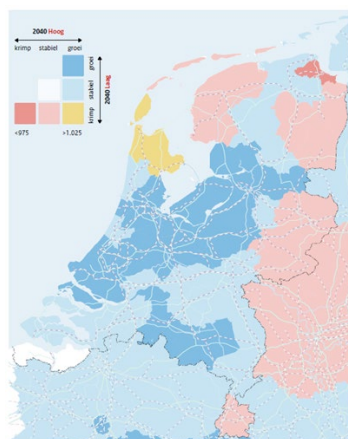 2040 Hoog
krimp stabiel groei
groei
stabiel
krimp
2040 Laag
<975 >1.025